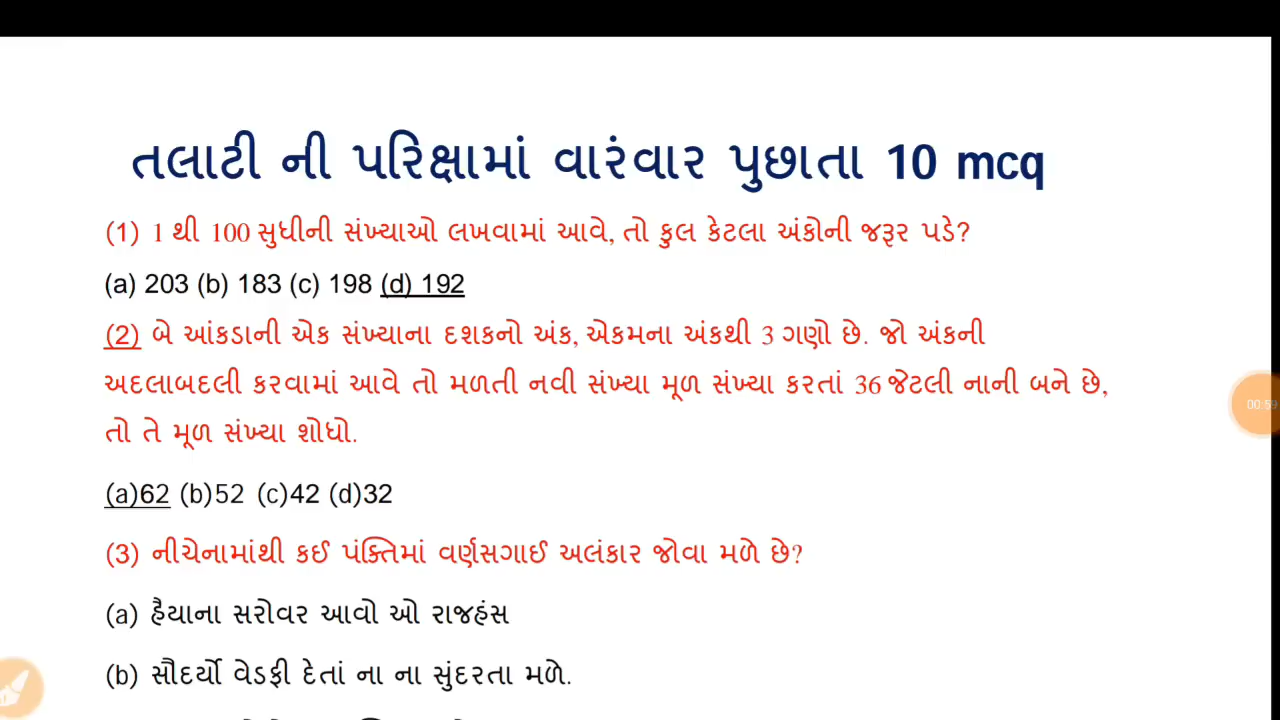 તલાટી ની પરિક્ષામાં વારંવાર પુછાતા 10 mcq
(1) 1 થી 100 સુધીની સંખ્યાઓ લખવામાં આવે, તો કુલ કેટલા અંકોની જરૂર પડે?
(a) 203 (b) 183 (c) 198 (d) 192
(2) બે આંકડાની એક સંખ્યાના દશકનો અંક, એકમના અંકથી 3 ગણો છે. જો અંકની
અદલાબદલી કરવામાં આવે તો મળતી નવી સંખ્યા મૂળ સંખ્યા કરતાં 36 જેટલી નાની બને છે,
તો તે મૂળ સંખ્યા શોધો.
00:59
(a)62 (b)52 (c)42 (d)32
(3) નીચેનામાંથી કઈ પંક્તિમાં વર્ણસગાઈ અલંકાર જોવા મળે છે?
(a) હૈયાના સરોવર આવો ઓ રાજહંસ
(b) સૌદર્યો વેડફી દેતાં ના ના સુંદરતા મળે.